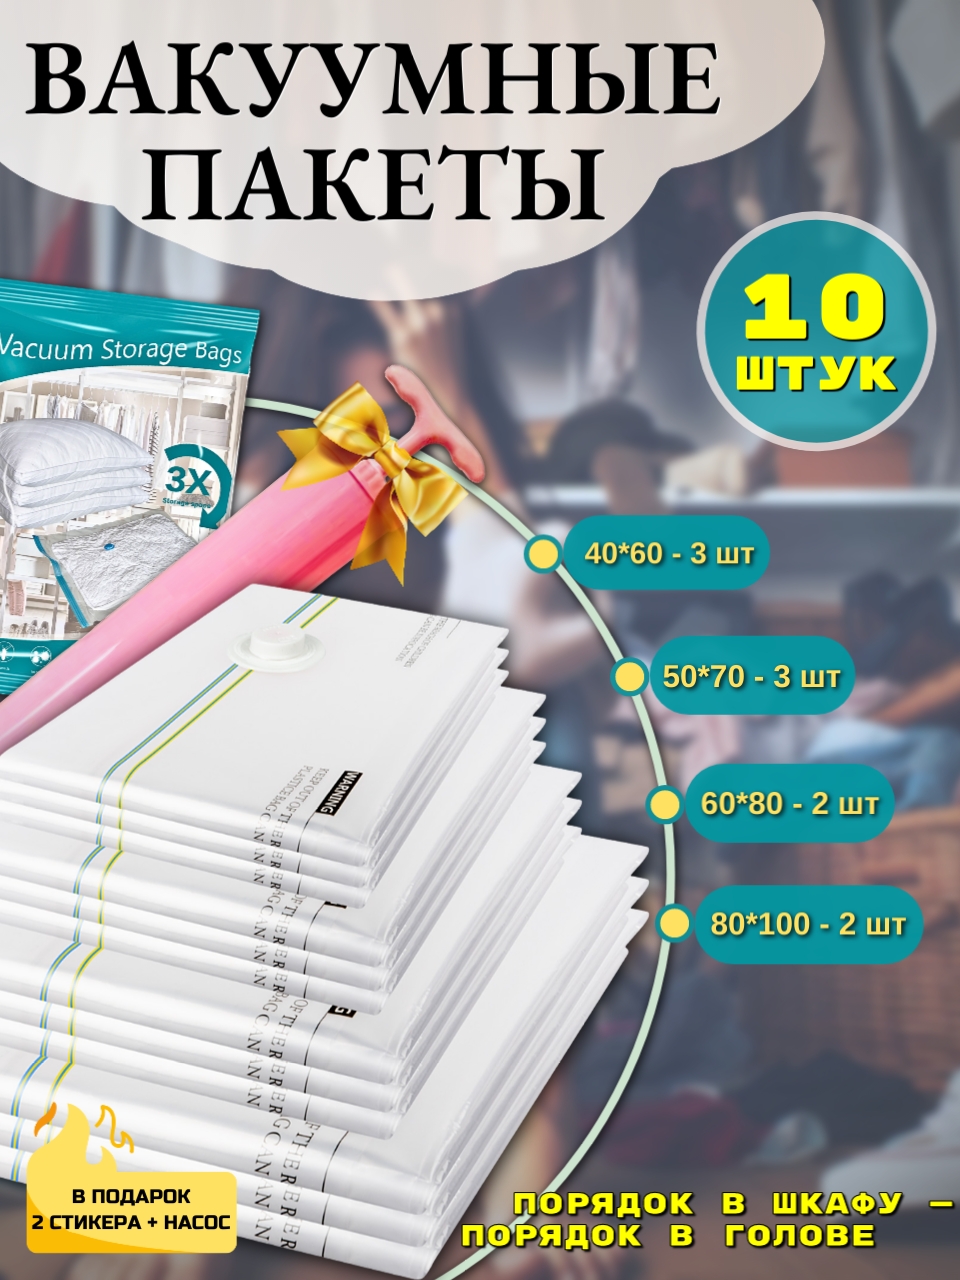 ВАКУУМНЫЕ
ПАКЕТЫ
10
ШТУК
Vacuum Storage Bags
3X
40*60 - 3 шт
50*70 - 3 шт
60*80 - 2 шт
80*100 - 2 шт
WARNING
В ПОДАРОК
2 СТИКЕРА + НАСОС
ПОРЯДОК В ШКАФУ –
ПОРЯДОК В ГОЛОВЕ